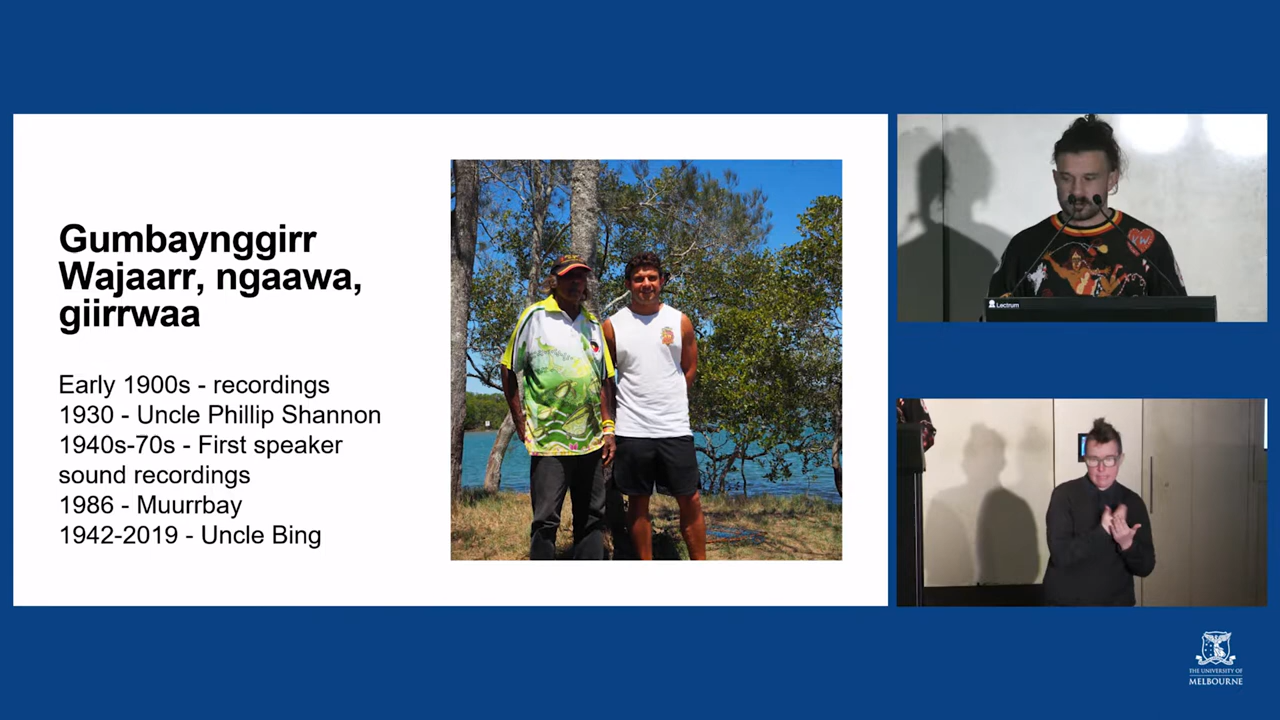 Gumbaynggirr
Wajaarr, ngaawa,
giirrwaa
Early 1900s - recordings
1930 - Uncle Phillip Shannon
1940s-70s - First speaker
sound recordings
1986 - Muurrbay
1942-2019 - Uncle Bing
KW
Lectrum
THE UNIVERSITY OF
MELBOURNE